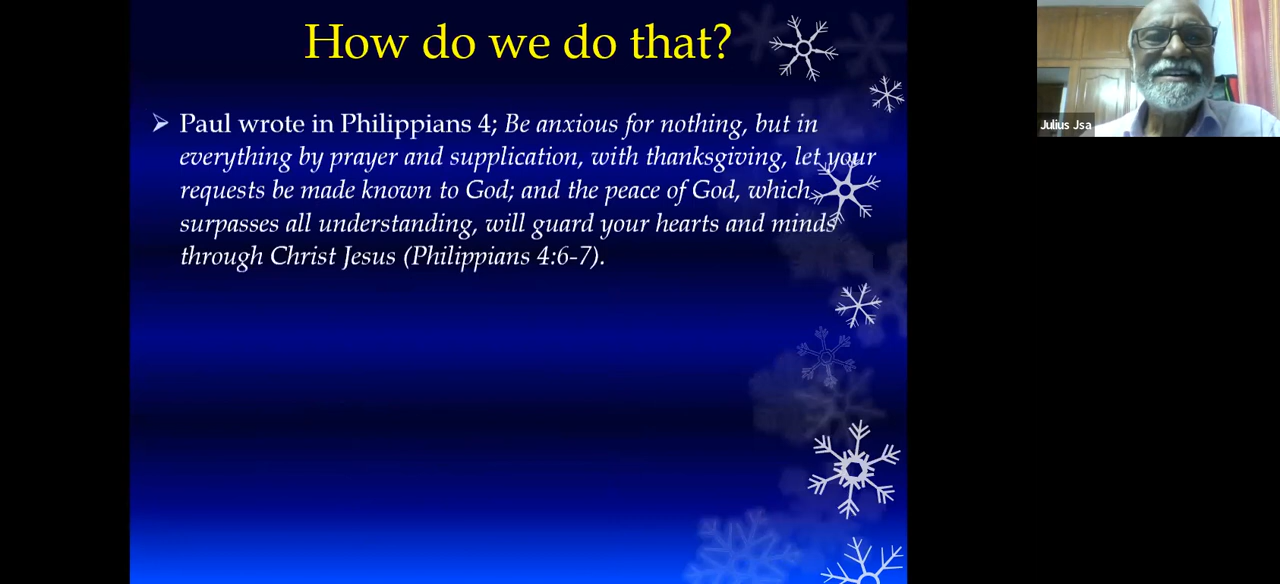 How do we do that?
Paul wrote in Philippians 4; Be anxious for nothing, but in
everything by prayer and supplication, with thanksgiving, let your
requests be made known to God; and the peace of God, which
surpasses all understanding, will guard your hearts and minds
through Christ Jesus (Philippians 4:6-7).
Julius Jsa